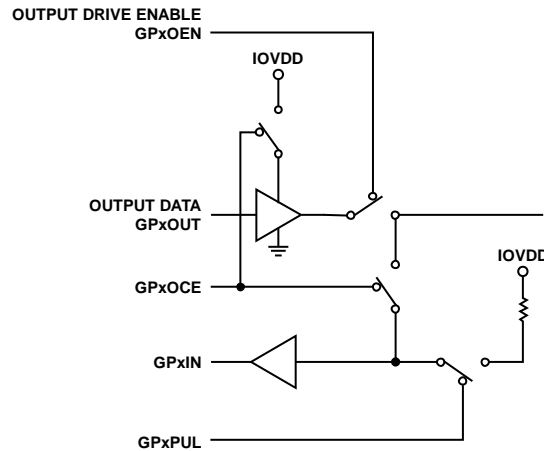 OUTPUT DRIVE ENABLE
GPxOEN
IOVDD
OUTPUT DATA
GPxOUT
IOVDD
GPxOCE
GPxIN
GPxPUL